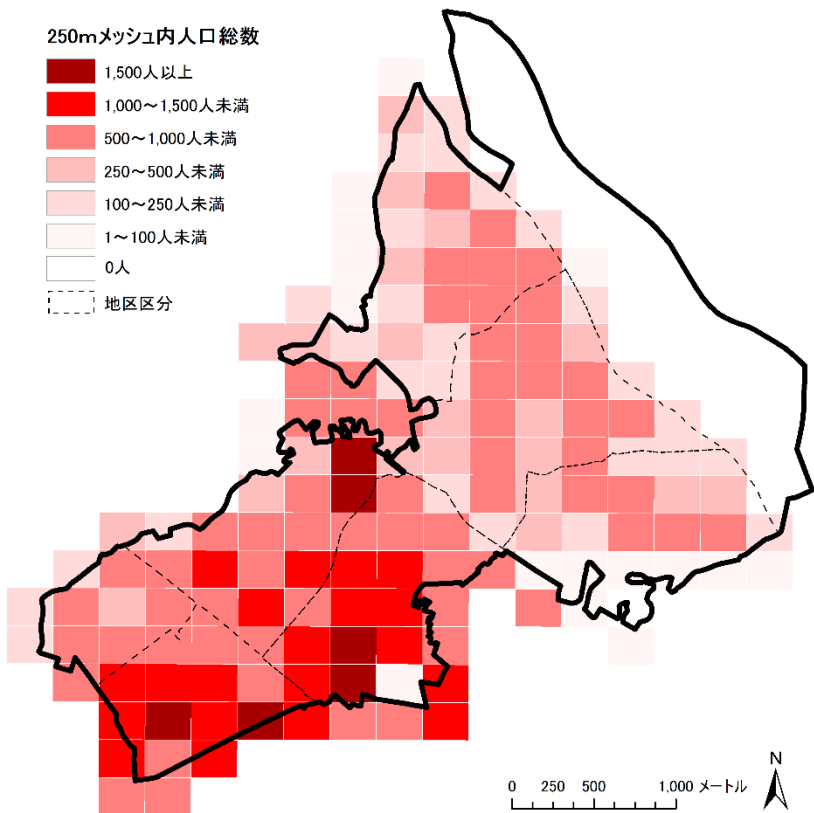 250mメッシュ内人口総数
1,500人以上
1,000~1,500人未満
500~1,000人未満
250~500人未満
100~250人未満
1~100人未満
0人
地区区分
N
0 250 500 1,000 メートル